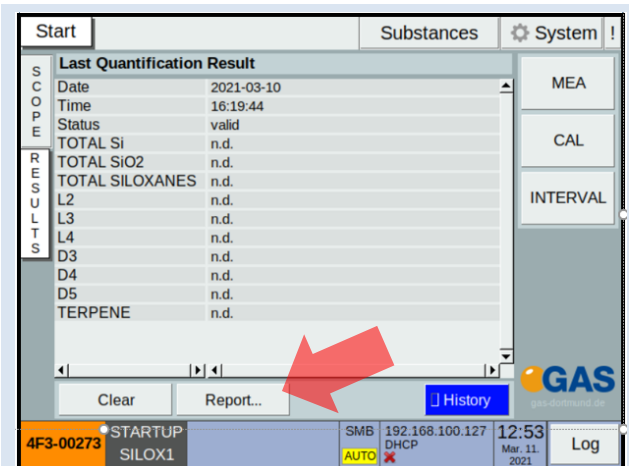 Start
Substances
System
!
SCOPE
RESULTS
Last Quantification Result
Date 2021-03-10
Time 16:19:44
Status valid
TOTAL Si n.d.
TOTAL SiO2 n.d.
TOTAL SILOXANES n.d.
L2 n.d.
L3 n.d.
L4 n.d.
D3 n.d.
D4 n.d.
D5 n.d.
TERPENE n.d.
MEA
CAL
INTERVAL
Clear
Report...
History
GAS
gas-dortmund.de
4F3-00273
STARTUP
SILOX1
SMB
AUTO
192.168.100.127
DHCP
12:53
Mar. 11.
2021
Log